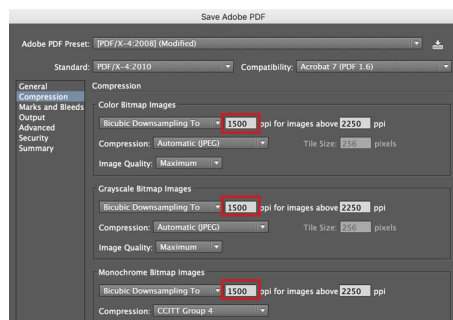 Save Adobe PDF
Adobe PDF Preset: [PDF/X-4:2008] (Modified)
Standard: PDF/X-4:2010 Compatibility: Acrobat 7 (PDF 1.6)
General
Compression
Marks and Bleeds
Output
Advanced
Security
Summary
Compression
Color Bitmap Images
Bicubic Downsampling To 1500 ppi for images above 2250 ppi
Compression: Automatic (JPEG) Tile Size: 256 pixels
Image Quality: Maximum
Grayscale Bitmap Images
Bicubic Downsampling To 1500 ppi for images above 2250 ppi
Compression: Automatic (JPEG) Tile Size: 256 pixels
Image Quality: Maximum
Monochrome Bitmap Images
Bicubic Downsampling To 1500 ppi for images above 2250 ppi
Compression: CCITT Group 4